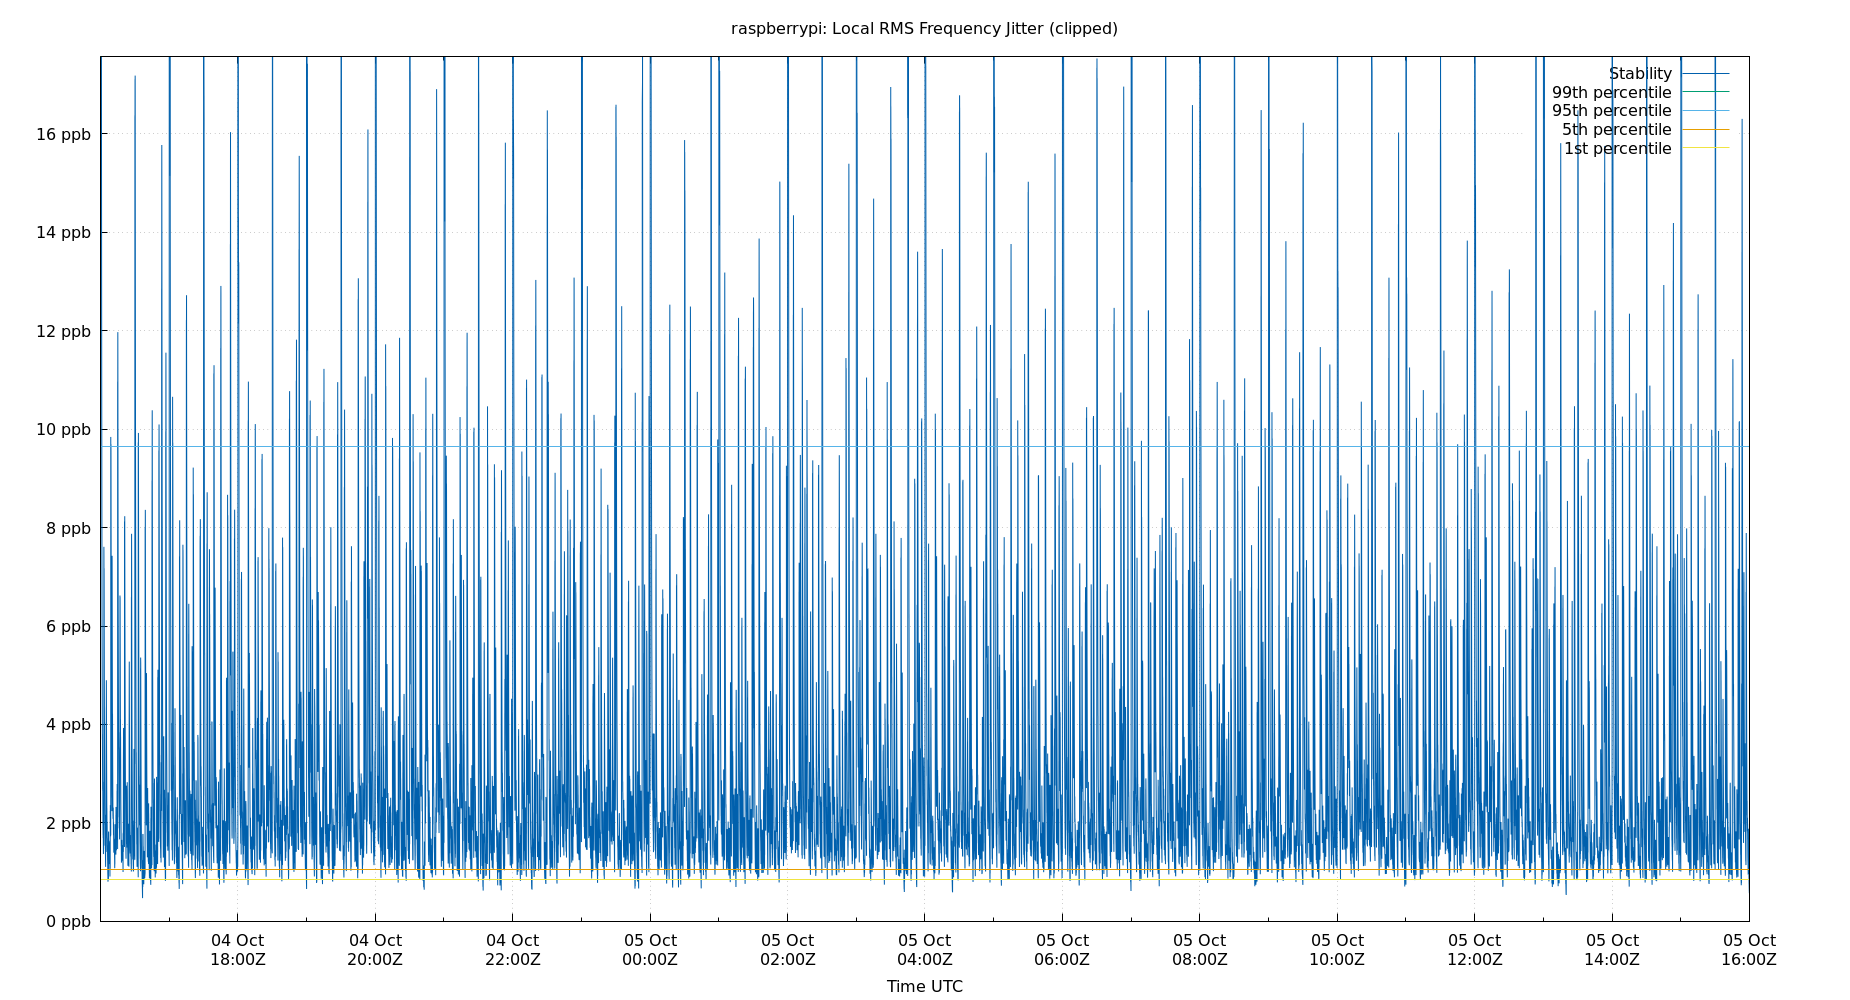 raspberrypi: Local RMS Frequency Jitter (clipped)
Stability
99th percentile
95th percentile
5th percentile
1st percentile
16 ppb
14 ppb
12 ppb
10 ppb
8 ppb
6 ppb
4 ppb
2 ppb
0 ppb
04 Oct 04 Oct 04 Oct 05 Oct 05 Oct 05 Oct 05 Oct 05 Oct 05 Oct 05 Oct 05 Oct 05 Oct
18:00Z 20:00Z 22:00Z 00:00Z 02:00Z 04:00Z 06:00Z 08:00Z 10:00Z 12:00Z 14:00Z 16:00Z
Time UTC